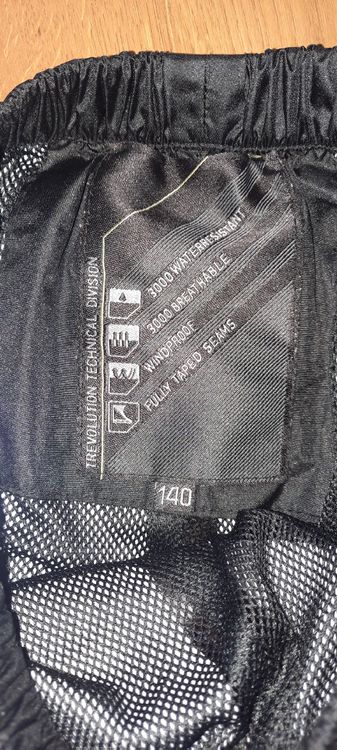 TREVOLUTION TECHNICAL DIVISION
3000 WATERRESISTANT
3000 BREATHABLE
WINDPROOF
FULLY TAPED SEAMS
140